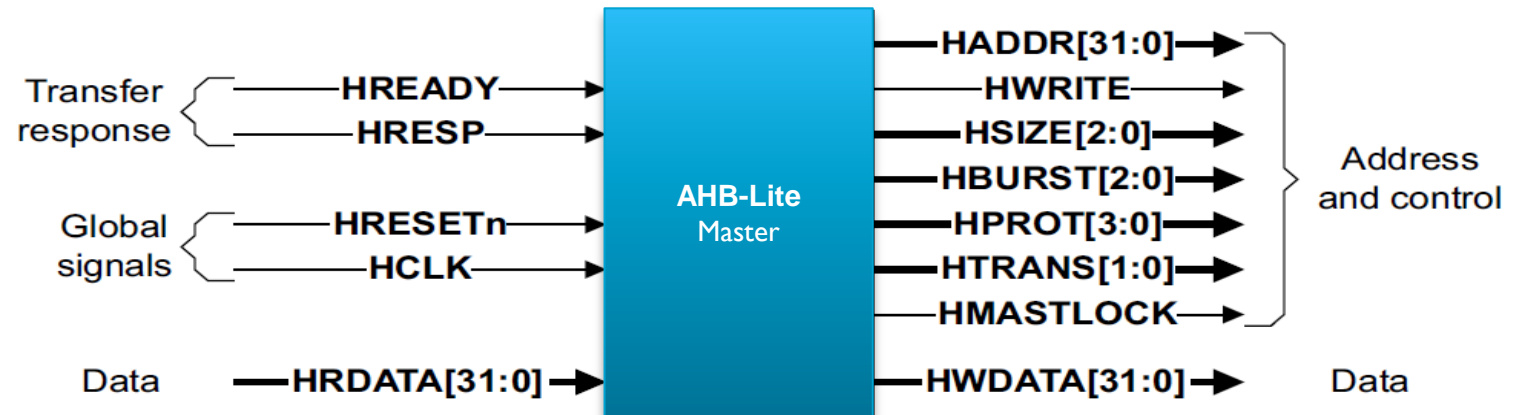 Transfer
response
HREADY
HRESP
Global
signals
HRESETn
HCLK
Data
HRDATA[31:0]
AHB-Lite
Master
HADDR[31:0]
HWRITE
HSIZE[2:0]
HBURST[2:0]
HPROT[3:0]
HTRANS[1:0]
HMASTLOCK
HWDATA[31:0]
Address
and control
Data